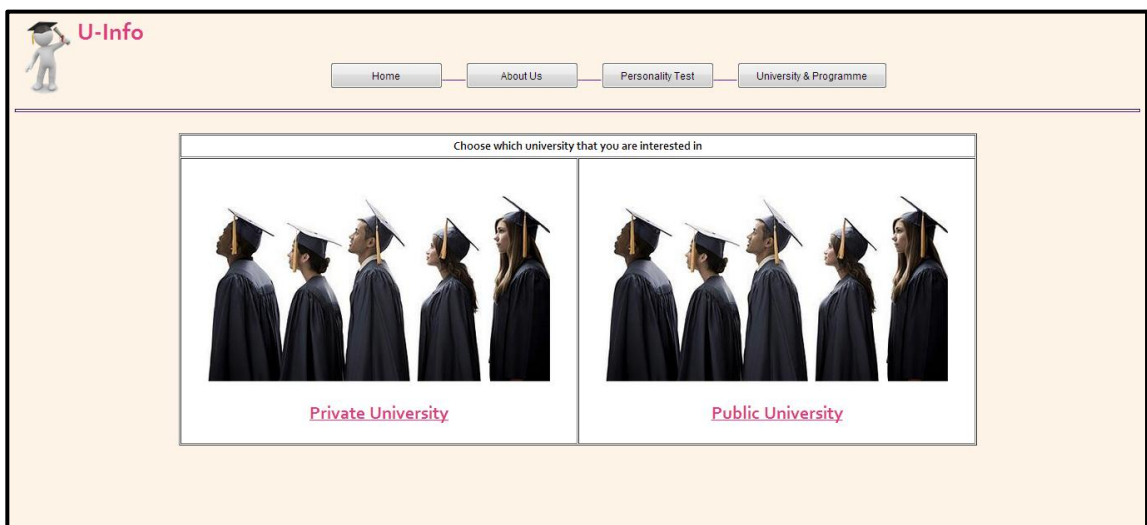 U-Info
Home About Us Personality Test University & Programme
Choose which university that you are interested in
Private University Public University